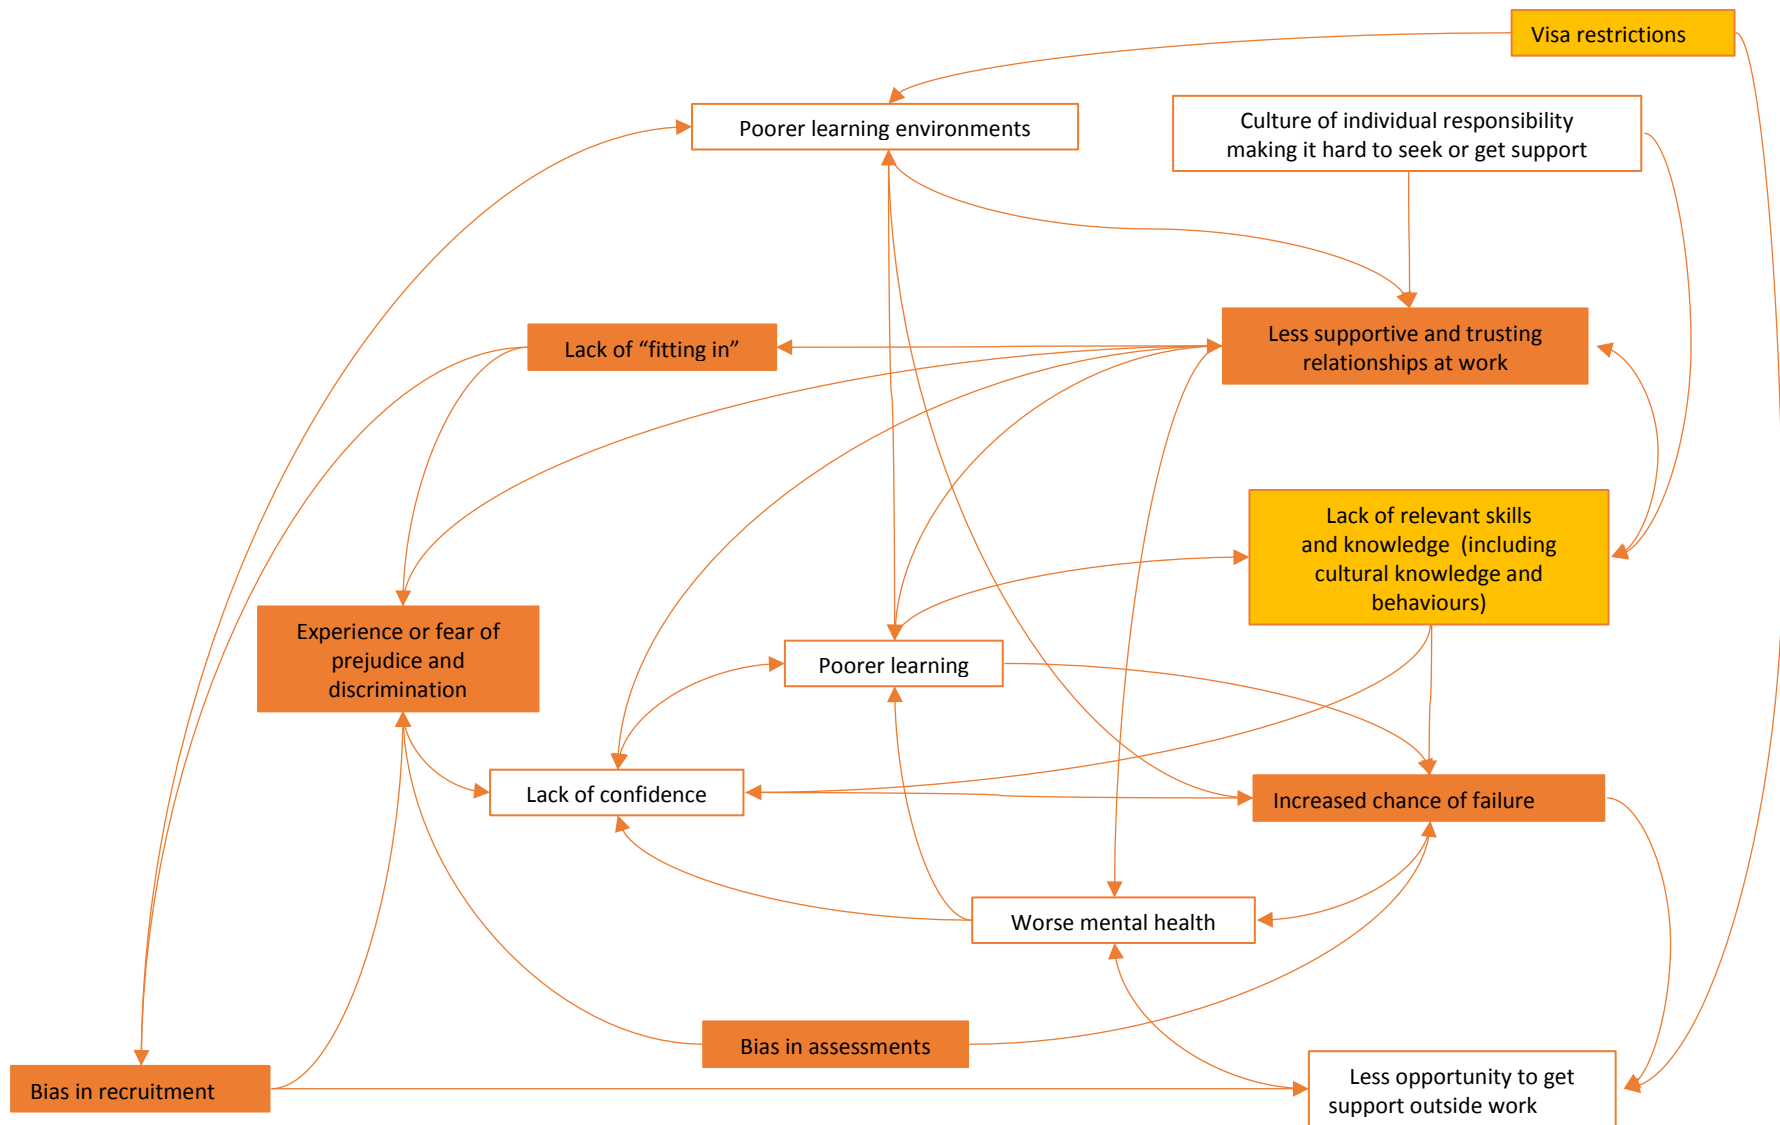 Visa restrictions
Poorer learning environments
Culture of individual responsibility
making it hard to seek or get support
Lack of “fitting in”
Less supportive and trusting
relationships at work
Lack of relevant skills
and knowledge (including
cultural knowledge and
behaviours)
Experience or fear of
prejudice and
discrimination
Poorer learning
Lack of confidence
Increased chance of failure
Worse mental health
Bias in assessments
Bias in recruitment
Less opportunity to get
support outside work